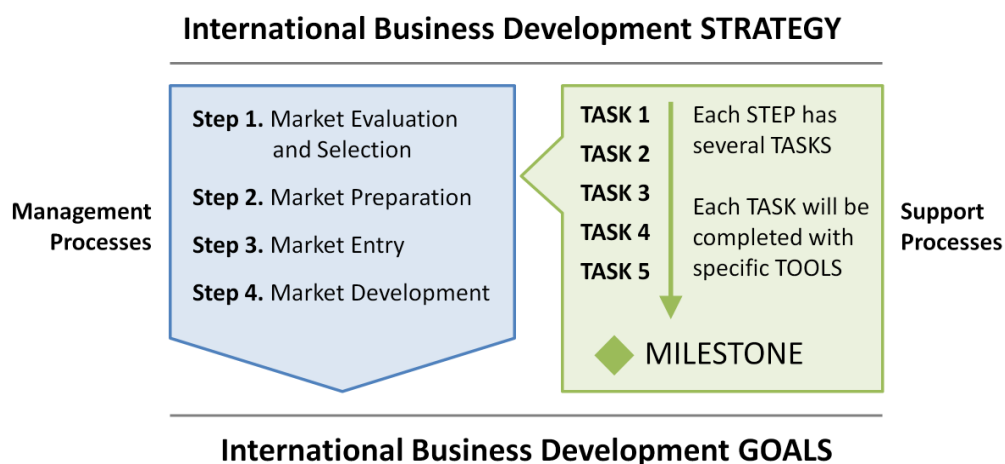 International Business Development STRATEGY
Management
Processes
Step 1. Market Evaluation
and Selection
Step 2. Market Preparation
Step 3. Market Entry
Step 4. Market Development
TASK 1
TASK 2
TASK 3
TASK 4
TASK 5
Each STEP has
several TASKS
Each TASK will be
completed with
specific TOOLS
MILESTONE
Support
Processes
International Business Development GOALS